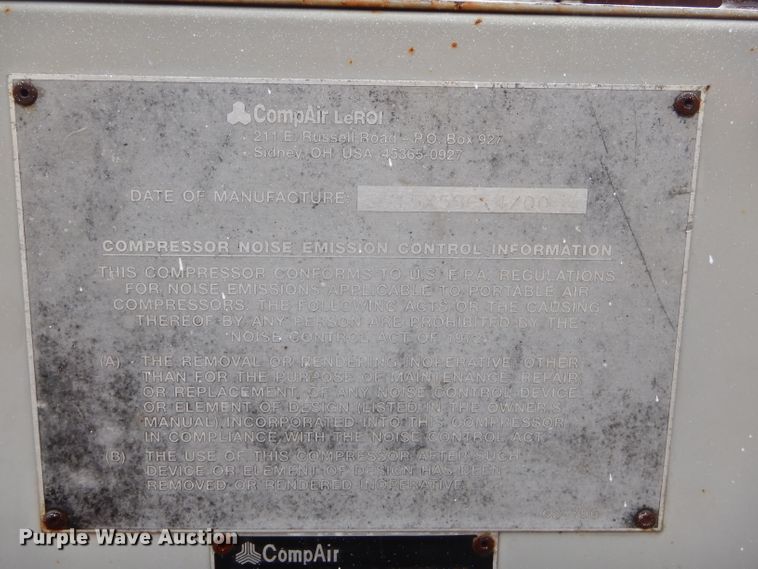 CompAir LeROI
211 E. Russell Road - P.O. Box 927
Sidney, OH USA 45365-0927
DATE OF MANUFACTURE:
COMPRESSOR NOISE EMISSION CONTROL INFORMATION
THIS COMPRESSOR CONFORMS TO U.S. E.P.A. REGULATIONS
FOR NOISE EMISSIONS APPLICABLE TO PORTABLE AIR
COMPRESSORS. THE FOLLOWING ACTS OR THE CAUSING
THEREOF BY ANY PERSON ARE PROHIBITED BY THE
"NOISE CONTROL ACT OF 1972"
(A) THE REMOVAL OR RENDERING INOPERATIVE, OTHER
THAN FOR THE PURPOSE OF MAINTENANCE, REPAIR,
OR REPLACEMENT OF ANY NOISE CONTROL DEVICE
OR ELEMENT OF DESIGN (LISTED IN THE OWNER'S
MANUAL) INCORPORATED INTO THIS COMPRESSOR
IN COMPLIANCE WITH THE NOISE CONTROL ACT.
(B) THE USE OF THIS COMPRESSOR AFTER SUCH
DEVICE OR ELEMENT OF DESIGN HAS BEEN
REMOVED OR RENDERED INOPERATIVE.
Purple Wave Auction
CompAir